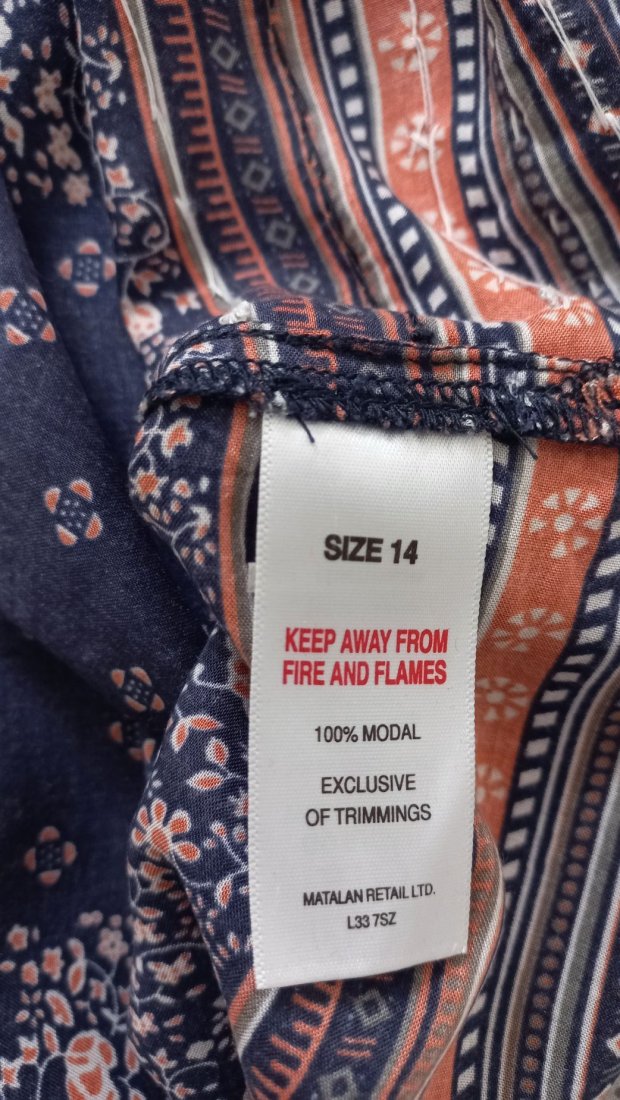 SIZE 14
KEEP AWAY FROM
FIRE AND FLAMES
100% MODAL
EXCLUSIVE
OF TRIMMINGS
MATALAN RETAIL LTD.
L33 7SZ